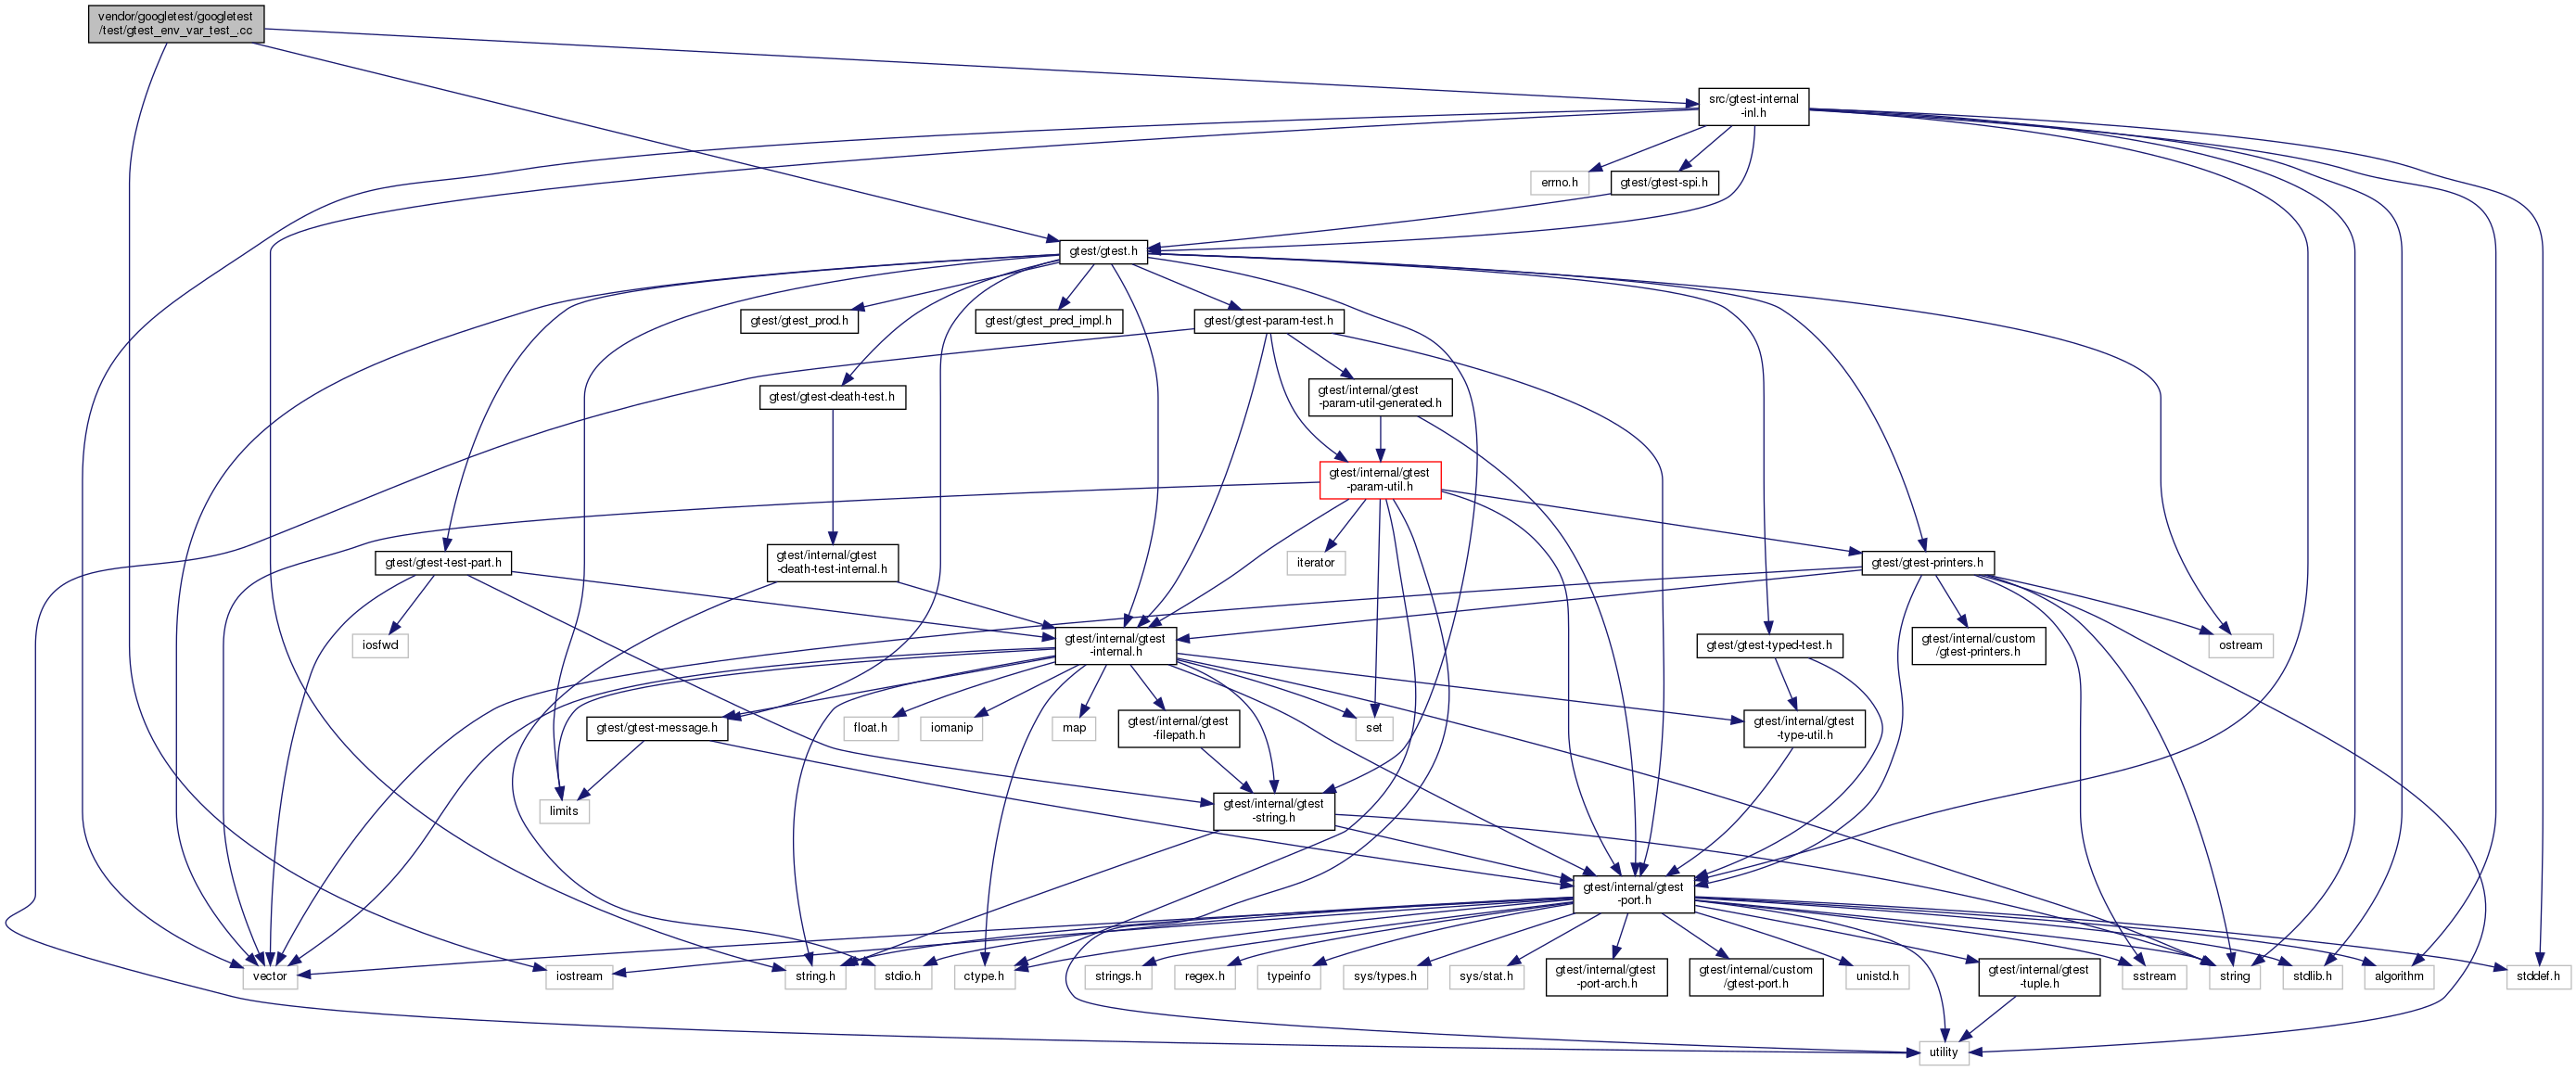 vendor/googletest/googletest
/test/gtest_env_var_test_.cc
src/gtest-internal
-inl.h
errno.h
gtest/gtest-spi.h
gtest/gtest.h
gtest/gtest_prod.h
gtest/gtest_pred_impl.h
gtest/gtest-param-test.h
gtest/gtest-death-test.h
gtest/internal/gtest
-param-util-generated.h
gtest/internal/gtest
-param-util.h
gtest/gtest-test-part.h
gtest/internal/gtest
-death-test-internal.h
iterator
gtest/gtest-printers.h
iosfwd
gtest/internal/gtest
-internal.h
gtest/gtest-typed-test.h
gtest/internal/custom
/gtest-printers.h
ostream
gtest/gtest-message.h
float.h
iomanip
map
gtest/internal/gtest
-filepath.h
set
gtest/internal/gtest
-type-util.h
limits
gtest/internal/gtest
-string.h
gtest/internal/gtest
-port.h
vector
iostream
string.h
stdio.h
ctype.h
strings.h
regex.h
typeinfo
sys/types.h
sys/stat.h
gtest/internal/gtest
-port-arch.h
gtest/internal/custom
/gtest-port.h
unistd.h
gtest/internal/gtest
-tuple.h
sstream
string
stdlib.h
algorithm
stddef.h
utility